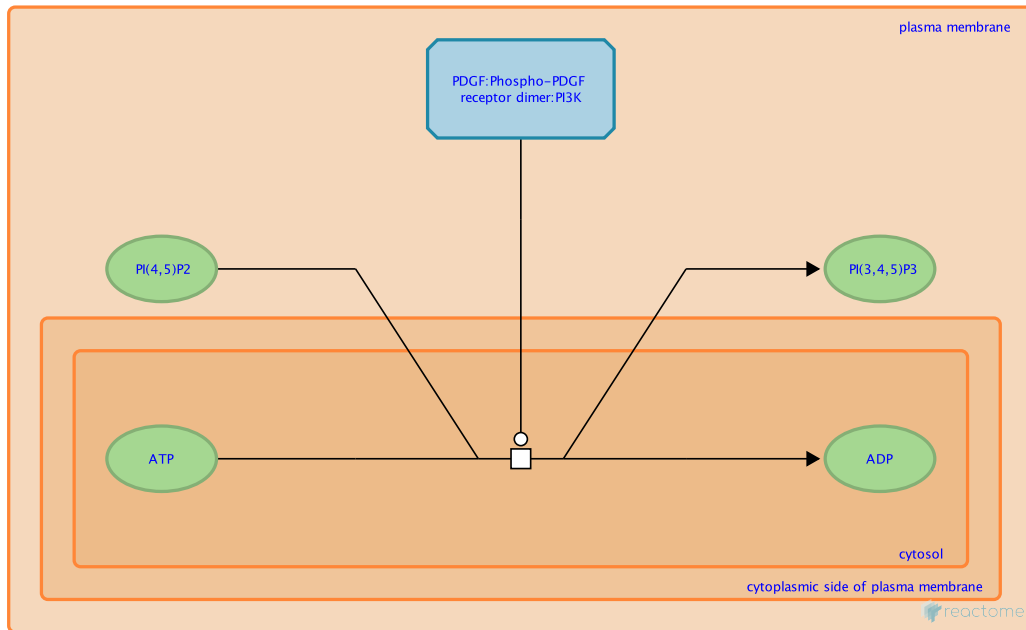 plasma membrane
PDGF:Phospho-PDGF
receptor dimer:PI3K
PI(4,5)P2
PI(3,4,5)P3
ATP
ADP
cytosol
cytoplasmic side of plasma membrane
reactome